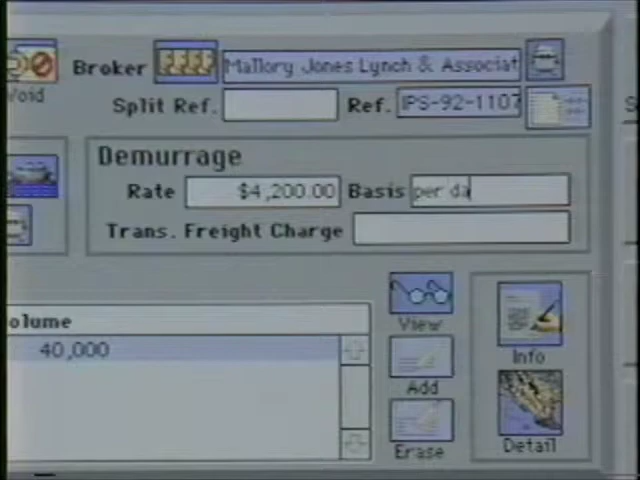 Void
Broker Mallory Jones Lynch & Associat
Split Ref. Ref. IPS-92-1107
Demurrage
Rate $4,200.00 Basis per da
Trans. Freight Charge
olume
40,000
View
Add
Erase
Info
Detail